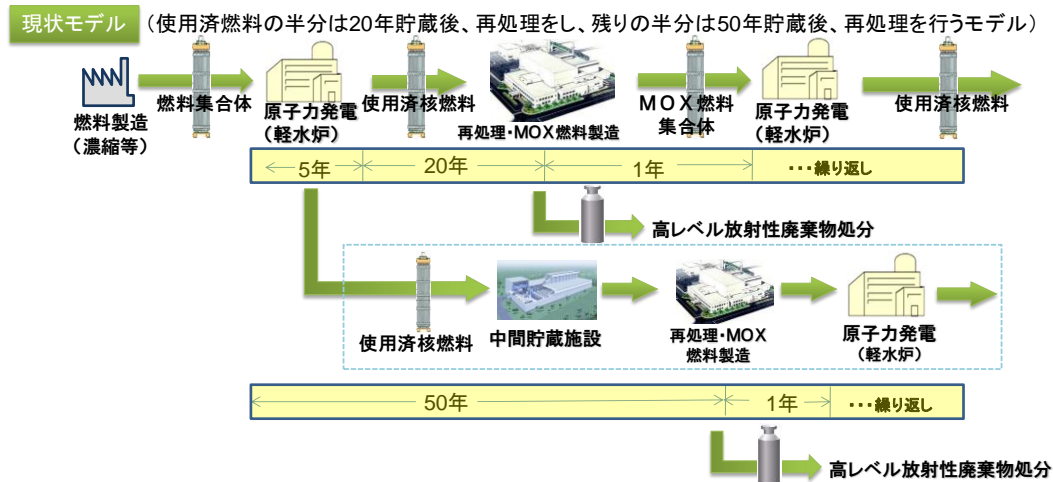 現状モデル （使用済燃料の半分は20年貯蔵後、再処理をし、残りの半分は50年貯蔵後、再処理を行うモデル）
燃料製造
（濃縮等）
燃料集合体
原子力発電
（軽水炉）
使用済核燃料
再処理・MOX燃料製造
ＭＯＸ燃料
集合体
原子力発電
（軽水炉）
使用済核燃料
5年 20年 1年 ・・・繰り返し
高レベル放射性廃棄物処分
使用済核燃料
中間貯蔵施設
再処理・MOX
燃料製造
原子力発電
（軽水炉）
50年 1年 ・・・繰り返し
高レベル放射性廃棄物処分